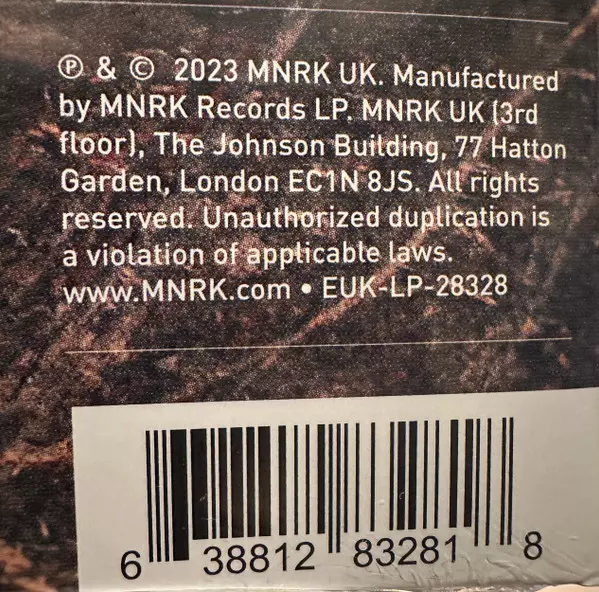 ℗ & © 2023 MNRK UK. Manufactured
by MNRK Records LP. MNRK UK (3rd
floor), The Johnson Building, 77 Hatton
Garden, London EC1N 8JS. All rights
reserved. Unauthorized duplication is
a violation of applicable laws.
www.MNRK.com • EUK-LP-28328
6 38812 83281 8